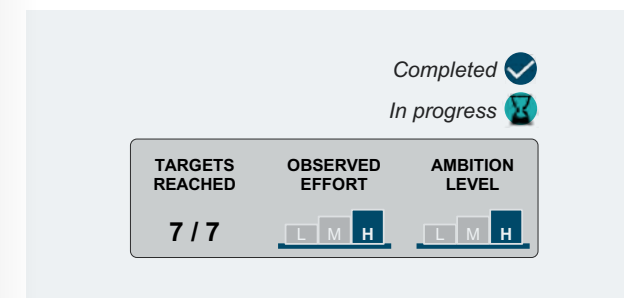 Completed
In progress
TARGETS REACHED
OBSERVED EFFORT
AMBITION LEVEL
7 / 7
L M H
L M H